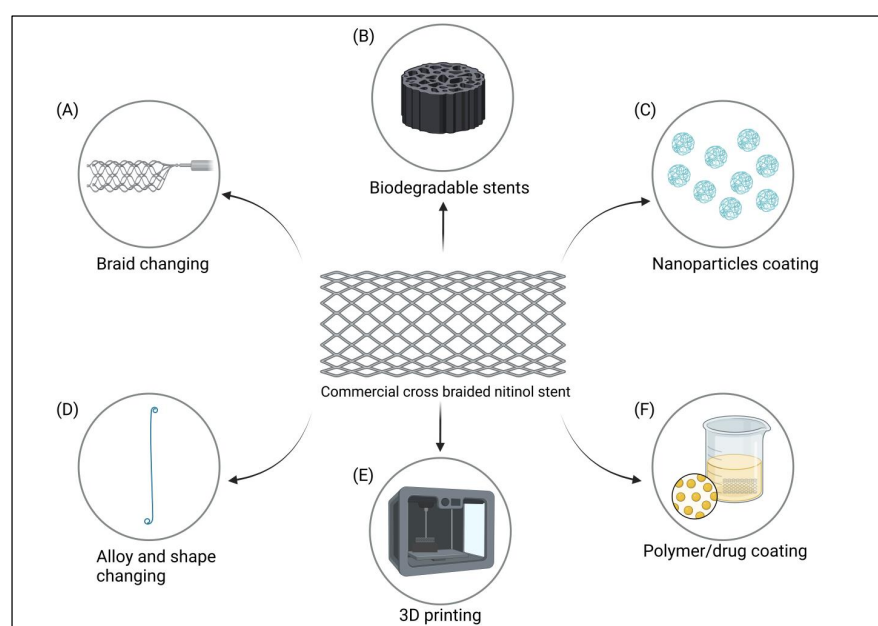 (B)
(A)
(C)
Biodegradable stents
Braid changing
Nanoparticles coating
Commercial cross braided nitinol stent
(D)
(F)
(E)
Alloy and shape
changing
Polymer/drug coating
3D printing